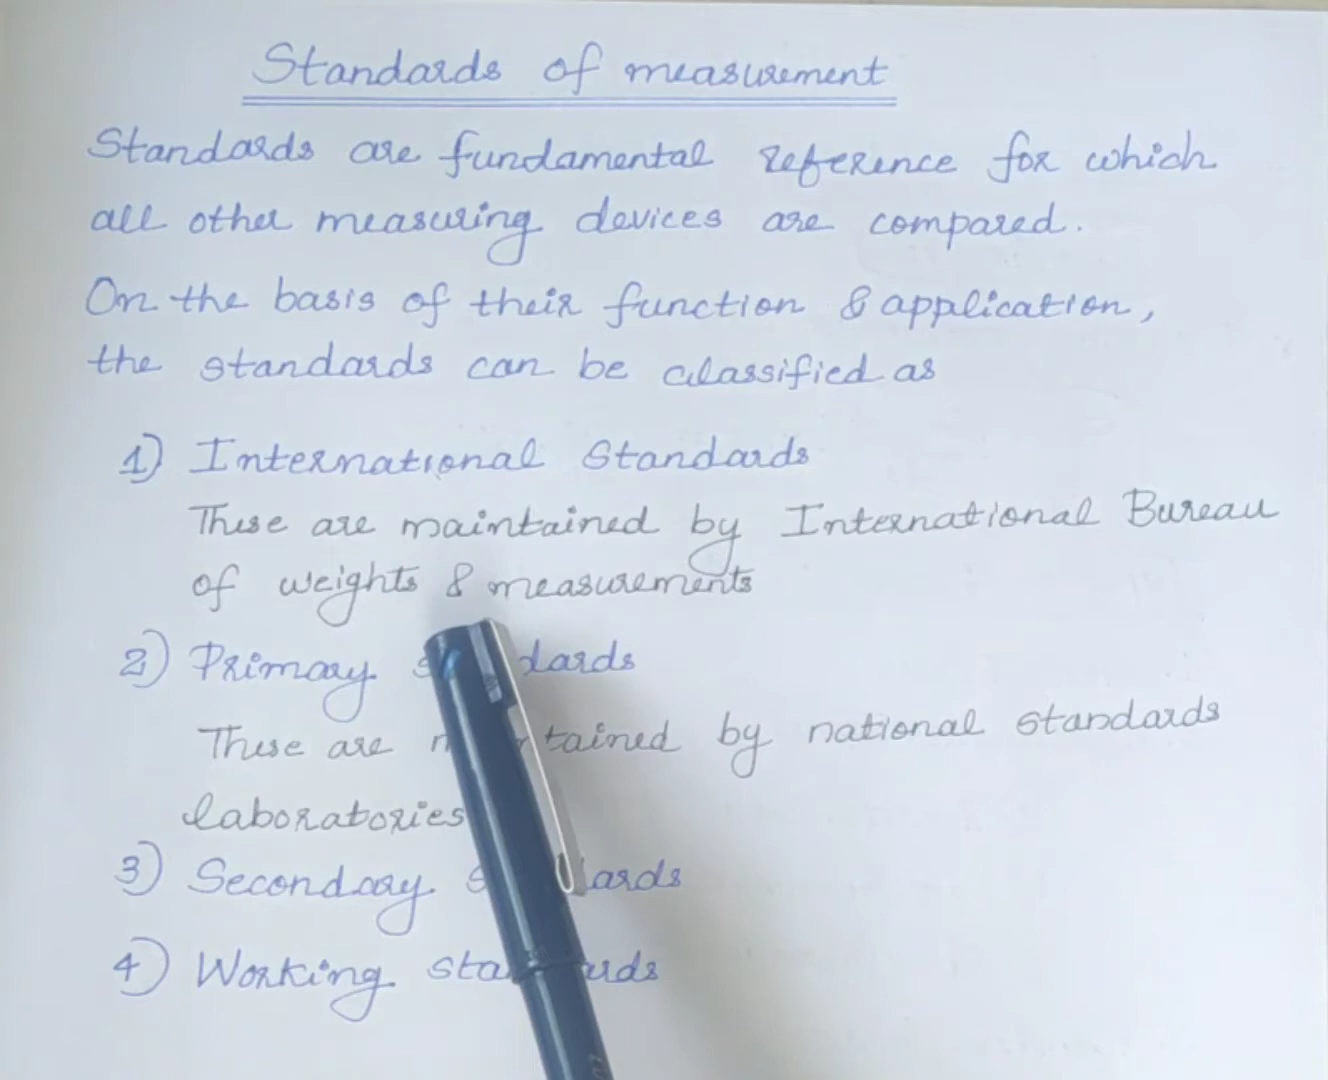 Standards of measurement
Standards are fundamental reference for which
all other measuring devices are compared.
On the basis of their function & application,
the standards can be classified as
1) International Standards
These are maintained by International Bureau
of weights & measurements
2) Primary dards
These are tained by national standards
laboratories
3) Secondary ards
4) Working sta rds